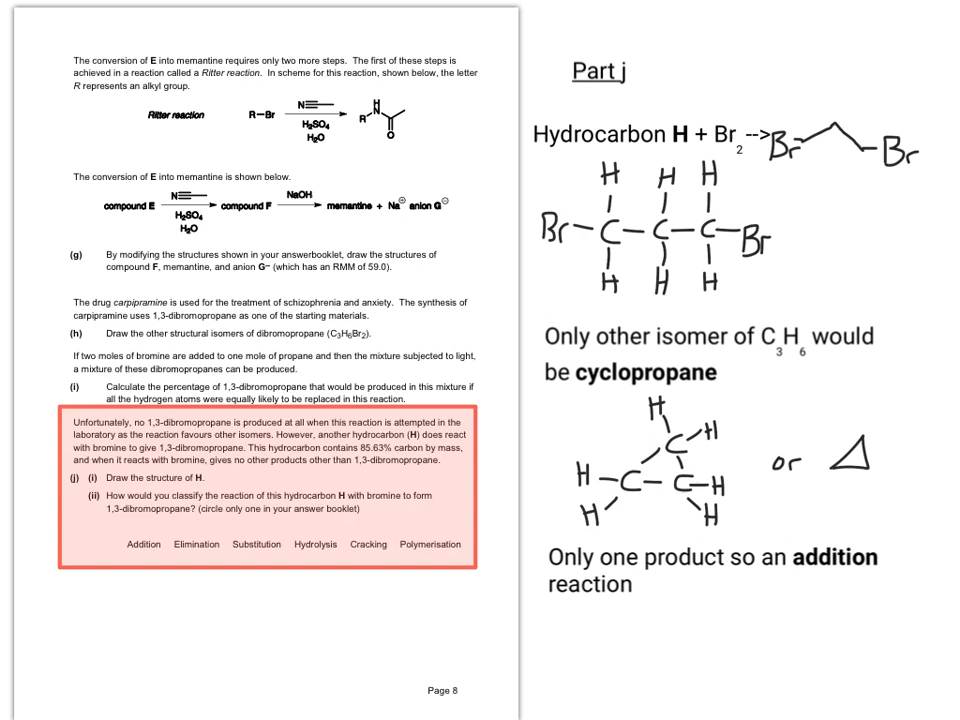 The conversion of E into memantine requires only two more steps. The first of these steps is
achieved in a reaction called a Ritter reaction. In scheme for this reaction, shown below, the letter
R represents an alkyl group.
Ritter reaction
R–Br
N≡
H₂SO₄
H₂O
R
H
N
O
The conversion of E into memantine is shown below.
compound E
N≡
H₂SO₄
H₂O
compound F
NaOH
memantine + Na⊕ anion G⊖
(g) By modifying the structures shown in your answerbooklet, draw the structures of
compound F, memantine, and anion G⁻ (which has an RMM of 59.0).
The drug carpipramine is used for the treatment of schizophrenia and anxiety. The synthesis of
carpipramine uses 1,3-dibromopropane as one of the starting materials.
(h) Draw the other structural isomers of dibromopropane (C₃H₆Br₂).
If two moles of bromine are added to one mole of propane and then the mixture subjected to light,
a mixture of these dibromopropanes can be produced.
(i) Calculate the percentage of 1,3-dibromopropane that would be produced in this mixture if
all the hydrogen atoms were equally likely to be replaced in this reaction.
Unfortunately, no 1,3-dibromopropane is produced at all when this reaction is attempted in the
laboratory as the reaction favours other isomers. However, another hydrocarbon (H) does react
with bromine to give 1,3-dibromopropane. This hydrocarbon contains 85.63% carbon by mass,
and when it reacts with bromine, gives no other products other than 1,3-dibromopropane.
(j) (i) Draw the structure of H.
(ii) How would you classify the reaction of this hydrocarbon H with bromine to form
1,3-dibromopropane? (circle only one in your answer booklet)
Addition Elimination Substitution Hydrolysis Cracking Polymerisation
Page 8
Part j
Hydrocarbon H + Br₂ --> Br Br
H H H
Br–C–C–C–Br
H H H
Only other isomer of C₃H₆ would
be cyclopropane
H
C–H
H–C–C–H
H H
or
Only one product so an addition
reaction